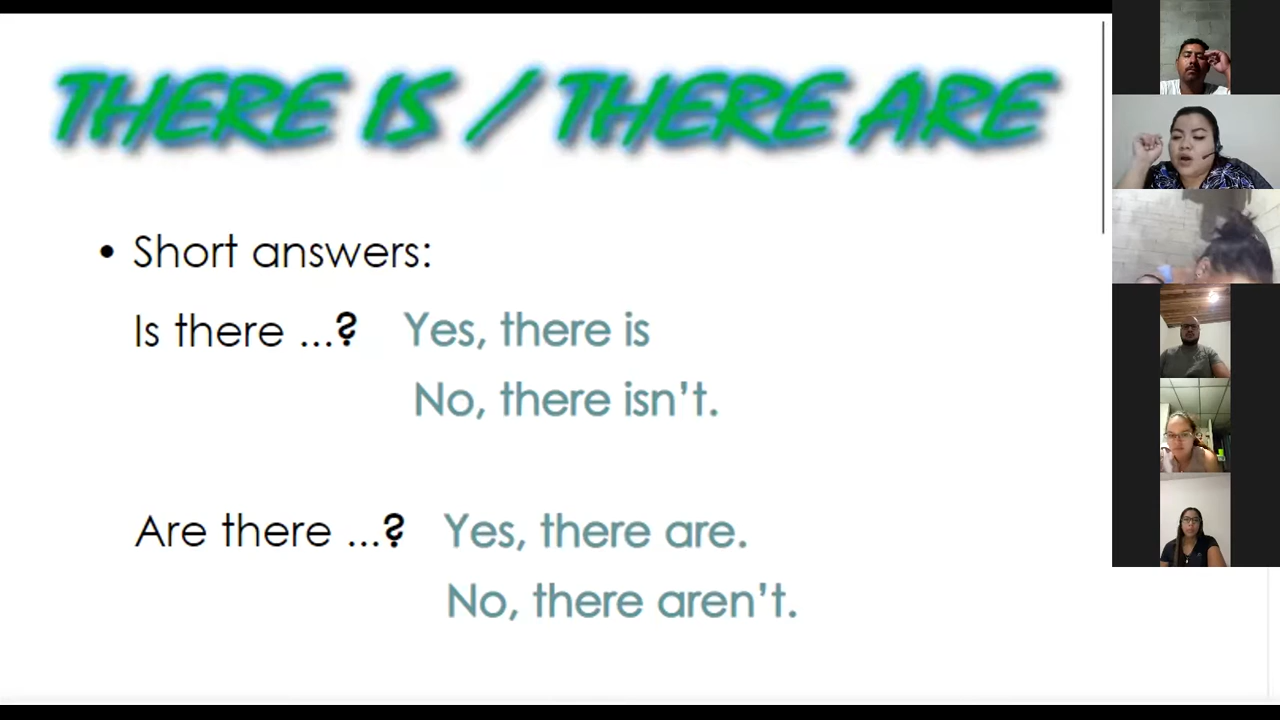 THERE IS / THERE ARE
• Short answers:
Is there ...? Yes, there is
No, there isn't.
Are there ...? Yes, there are.
No, there aren't.